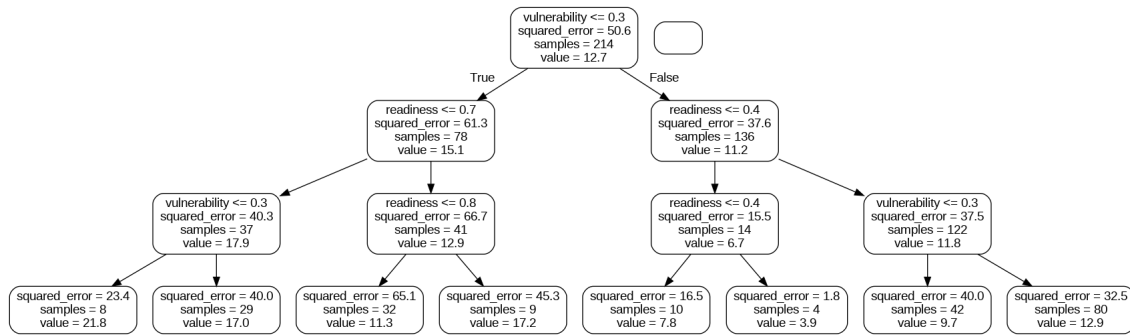 vulnerability <= 0.3
squared_error = 50.6
samples = 214
value = 12.7
True
False
readiness <= 0.7
squared_error = 61.3
samples = 78
value = 15.1
readiness <= 0.4
squared_error = 37.6
samples = 136
value = 11.2
vulnerability <= 0.3
squared_error = 40.3
samples = 37
value = 17.9
readiness <= 0.8
squared_error = 66.7
samples = 41
value = 12.9
readiness <= 0.4
squared_error = 15.5
samples = 14
value = 6.7
vulnerability <= 0.3
squared_error = 37.5
samples = 122
value = 11.8
squared_error = 23.4
samples = 8
value = 21.8
squared_error = 40.0
samples = 29
value = 17.0
squared_error = 65.1
samples = 32
value = 11.3
squared_error = 45.3
samples = 9
value = 17.2
squared_error = 16.5
samples = 10
value = 7.8
squared_error = 1.8
samples = 4
value = 3.9
squared_error = 40.0
samples = 42
value = 9.7
squared_error = 32.5
samples = 80
value = 12.9